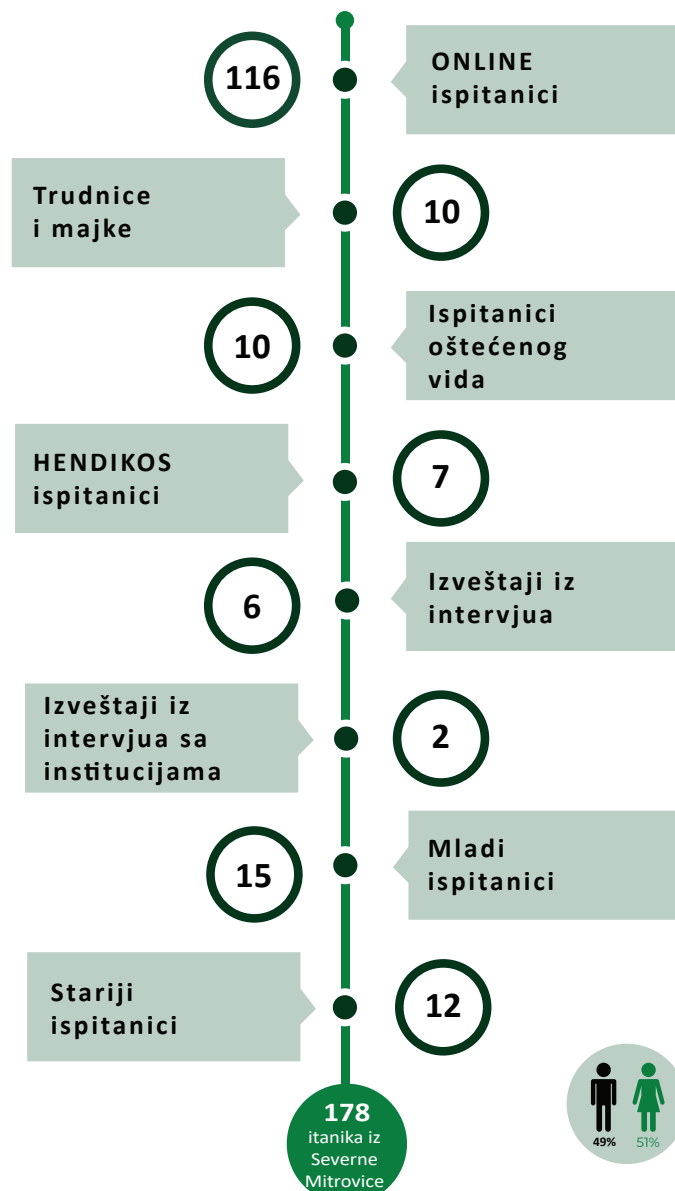 116
ONLINE
ispitanici
Trudnice
i majke
10
10
Ispitanici
oštećenog
vida
HENDIKOS
ispitanici
7
6
Izveštaji iz
intervjua
Izveštaji iz
intervjua sa
institucijama
2
15
Mladi
ispitanici
Stariji
ispitanici
12
178
itanika iz
Severne
Mitrovice
49%
51%